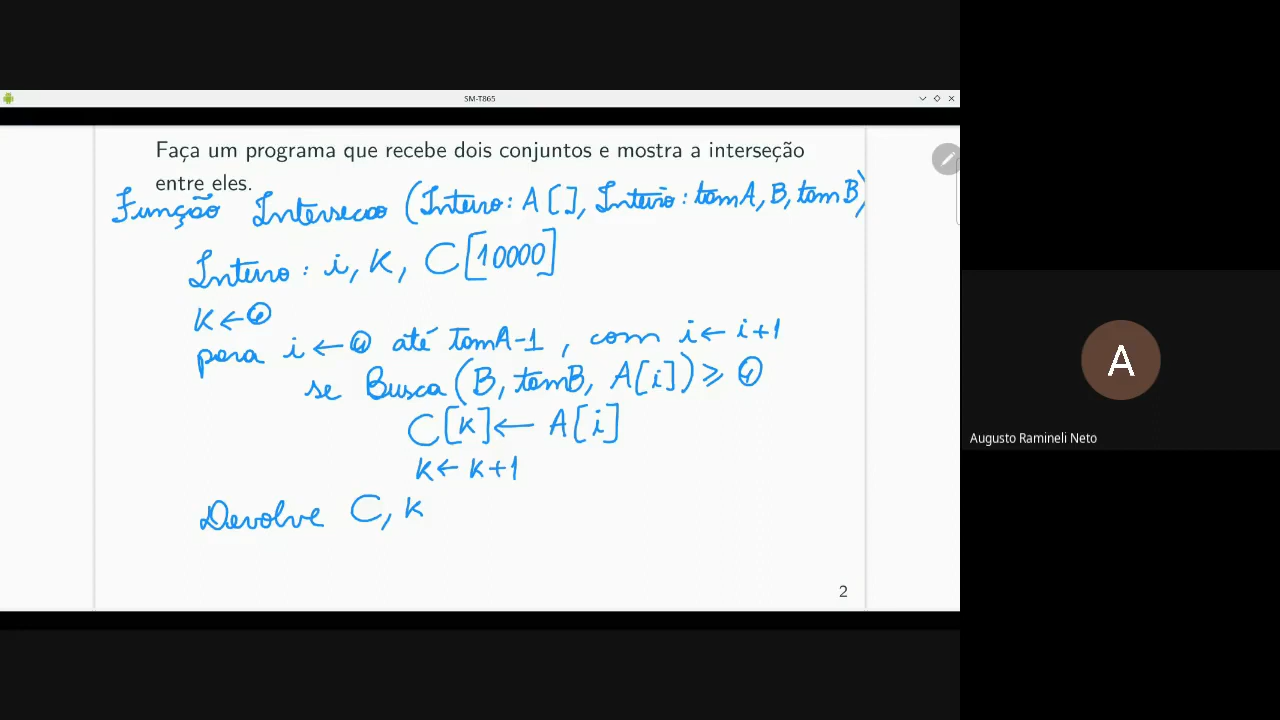 SM-T865
Faça um programa que recebe dois conjuntos e mostra a interseção
entre eles.
Função Intersecao (Inteiro: A[], Inteiro: tamA, B, tamB)
Inteiro: i, k, C[10000]
k ← 0
para i ← 0 até tamA-1, com i ← i+1
se Busca(B, tamB, A[i]) ⩾ 0
C[k] ← A[i]
k ← k+1
Devolve C, k
2
A
Augusto Ramineli Neto